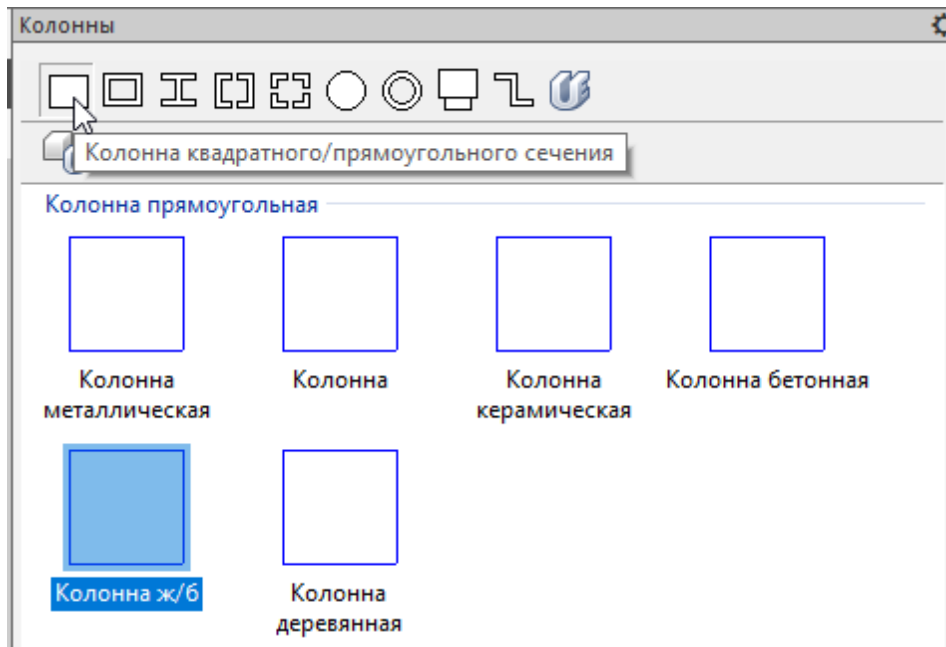 Колонны
Колонна квадратного/прямоугольного сечения
Колонна прямоугольная
Колонна
металлическая
Колонна
Колонна
керамическая
Колонна бетонная
Колонна ж/б
Колонна
деревянная